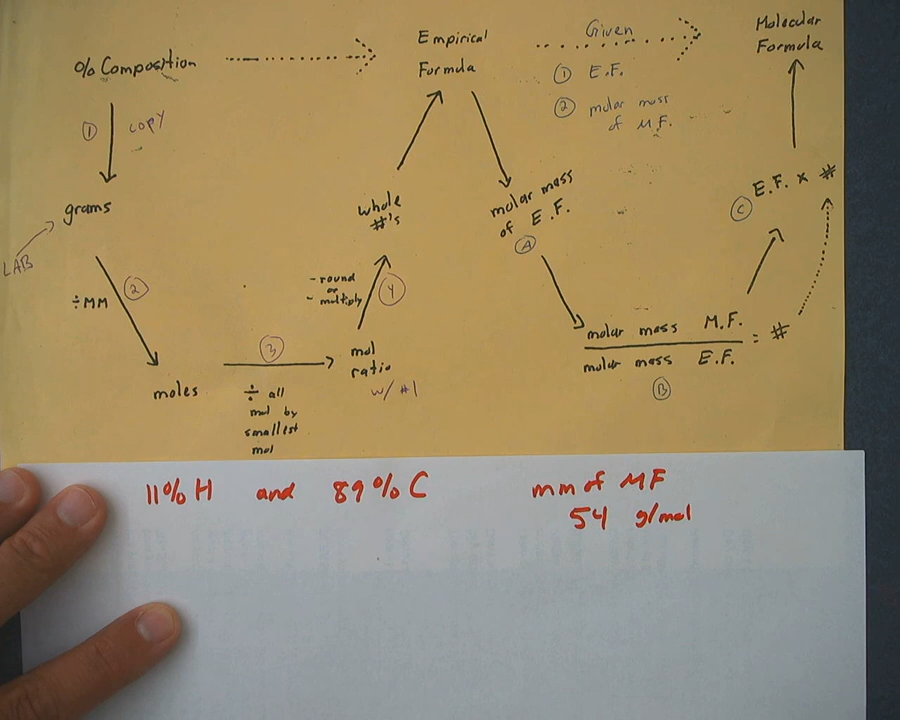 % Composition
Empirical
Formula
Given
① E.F.
② molar mass
of M.F.
Molecular
Formula
① copy
grams
LAB
÷ MM
②
moles
③
÷ all
mol by
smallest
mol
mol
ratio
w/ #1
- round
or
- multiply
④
whole
#'s
molar mass
of E.F.
Ⓐ
molar mass M.F.
molar mass E.F.
= #
Ⓑ
Ⓒ E.F. × #
11% H and 89% C
mm of MF
54 g/mol